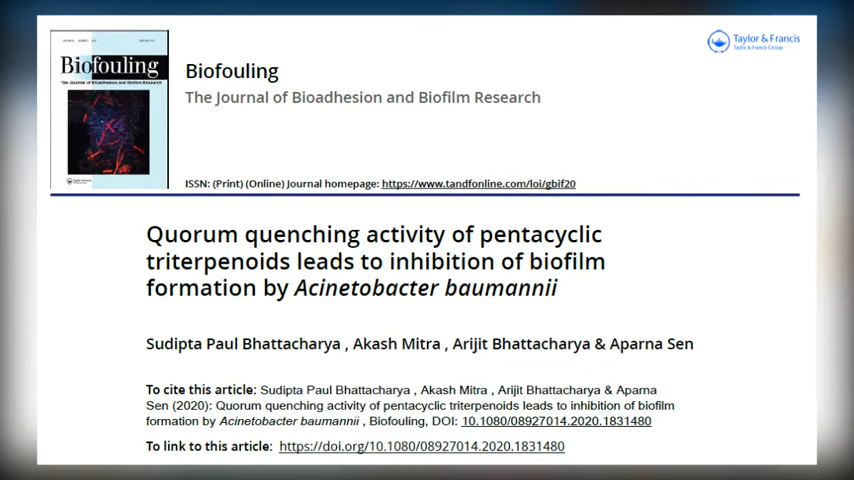 Taylor & Francis
Taylor & Francis Group
Biofouling
Biofouling
The Journal of Bioadhesion and Biofilm Research
ISSN: (Print) (Online) Journal homepage: https://www.tandfonline.com/loi/gbif20
Quorum quenching activity of pentacyclic
triterpenoids leads to inhibition of biofilm
formation by Acinetobacter baumannii
Sudipta Paul Bhattacharya , Akash Mitra , Arijit Bhattacharya & Aparna Sen
To cite this article: Sudipta Paul Bhattacharya , Akash Mitra , Arijit Bhattacharya & Aparna
Sen (2020): Quorum quenching activity of pentacyclic triterpenoids leads to inhibition of biofilm
formation by Acinetobacter baumannii , Biofouling, DOI: 10.1080/08927014.2020.1831480
To link to this article: https://doi.org/10.1080/08927014.2020.1831480